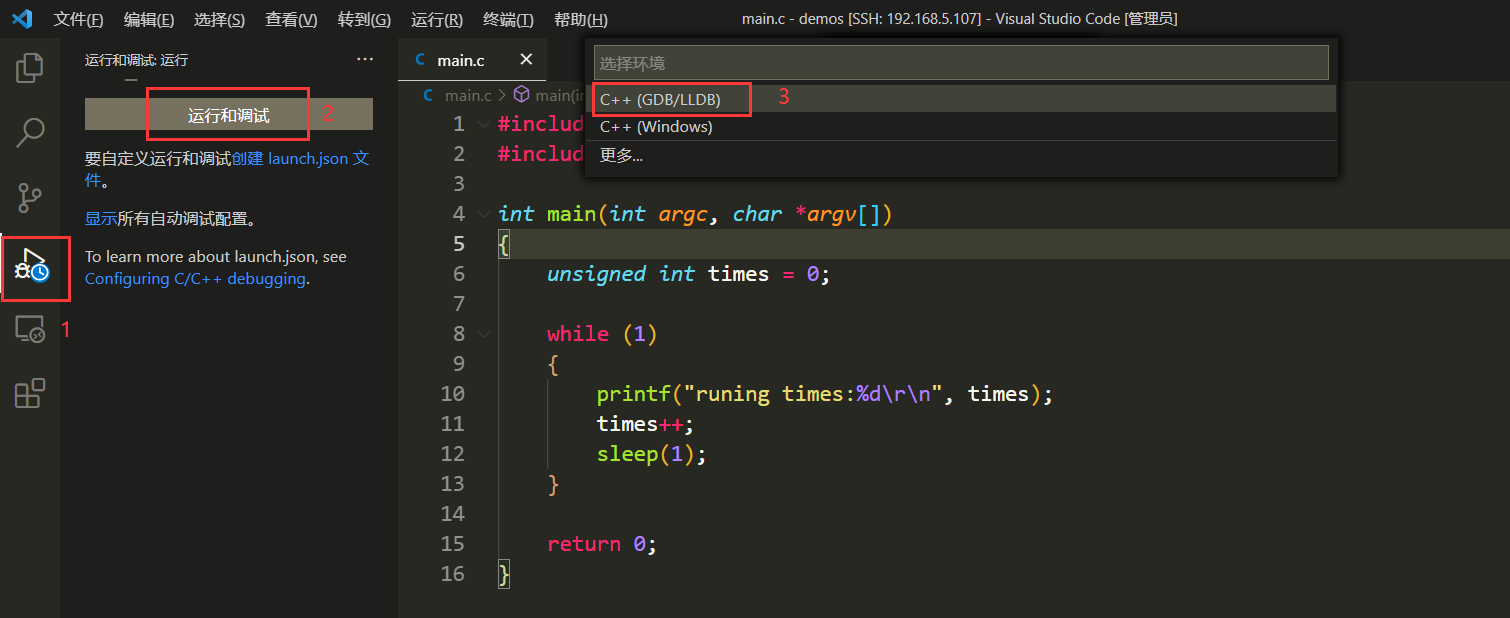 文件(F) 编辑(E) 选择(S) 查看(V) 转到(G) 运行(R) 终端(T) 帮助(H) main.c - demos [SSH: 192.168.5.107] - Visual Studio Code [管理员]
运行和调试: 运行 ...
运行和调试 2
要自定义运行和调试创建 launch.json 文
件。
显示所有自动调试配置。
To learn more about launch.json, see
Configuring C/C++ debugging.
1
C main.c
C main.c > main(in
选择环境
C++ (GDB/LLDB) 3
C++ (Windows)
更多...
1 #includ
2 #includ
3
4 int main(int argc, char *argv[])
5 {
6 unsigned int times = 0;
7
8 while (1)
9 {
10 printf("runing times:%d\r\n", times);
11 times++;
12 sleep(1);
13 }
14
15 return 0;
16 }